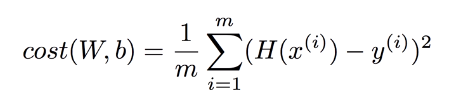 cost(W, b) = \frac{1}{m} \sum_{i=1}^{m} (H(x^{(i)}) - y^{(i)})^2